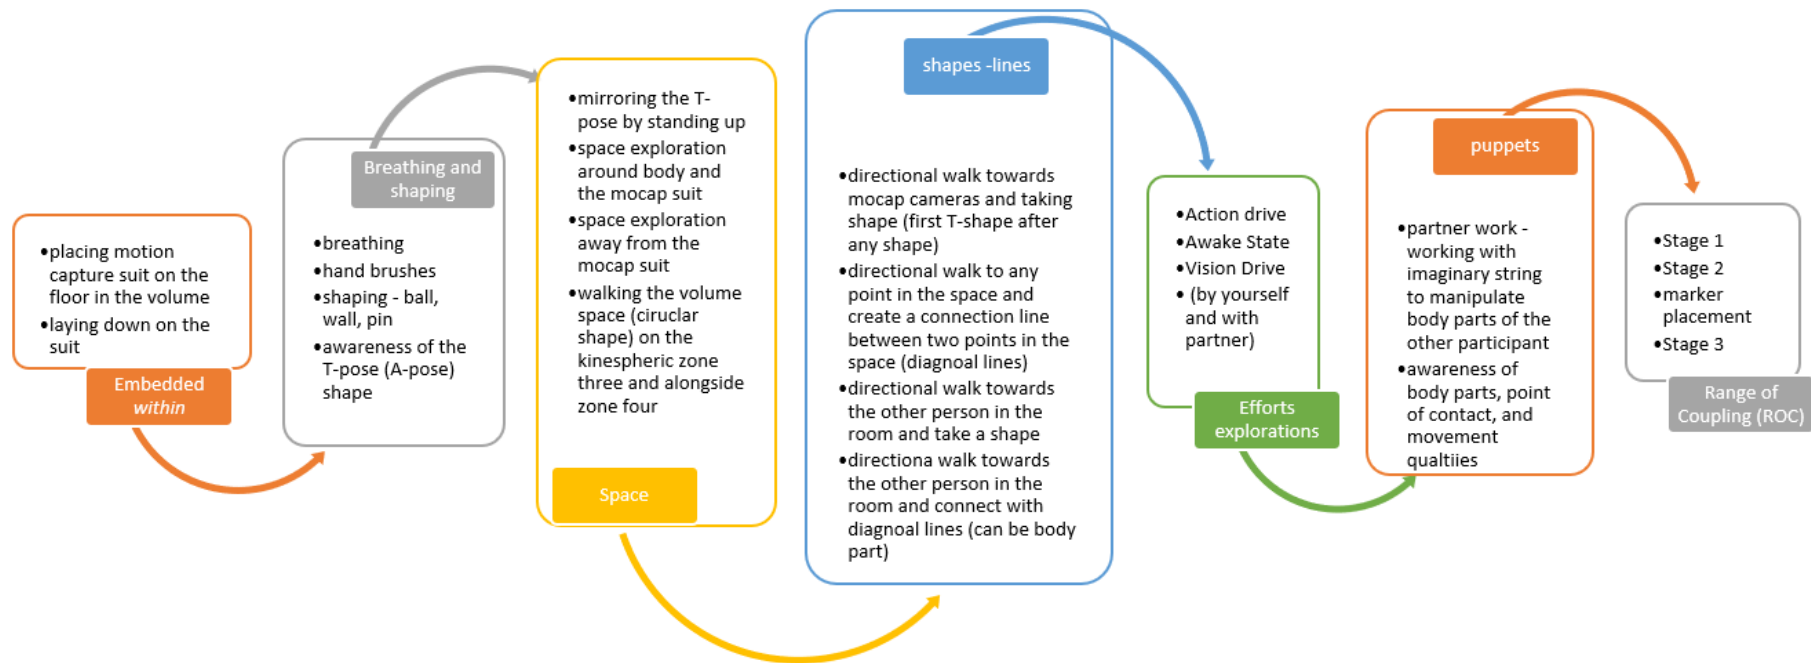 •placing motion
capture suit on the
floor in the volume
•laying down on the
suit
Embedded
within
Breathing and
shaping
•breathing
•hand brushes
•shaping - ball,
wall, pin
•awareness of the
T-pose (A-pose)
shape
•mirroring the T-
pose by standing up
•space exploration
around body and
the mocap suit
•space exploration
away from the
mocap suit
•walking the volume
space (ciruclar
shape) on the
kinespheric zone
three and alongside
zone four
Space
shapes -lines
•directional walk towards
mocap cameras and taking
shape (first T-shape after
any shape)
•directional walk to any
point in the space and
create a connection line
between two points in the
space (diagnoal lines)
•directional walk towards
the other person in the
room and take a shape
•directiona walk towards
the other person in the
room and connect with
diagnoal lines (can be body
part)
•Action drive
•Awake State
•Vision Drive
• (by yourself
and with
partner)
Efforts
explorations
puppets
•partner work -
working with
imaginary string
to manipulate
body parts of the
other participant
•awareness of
body parts, point
of contact, and
movement
qualtiies
•Stage 1
•Stage 2
•marker
placement
•Stage 3
Range of
Coupling (ROC)